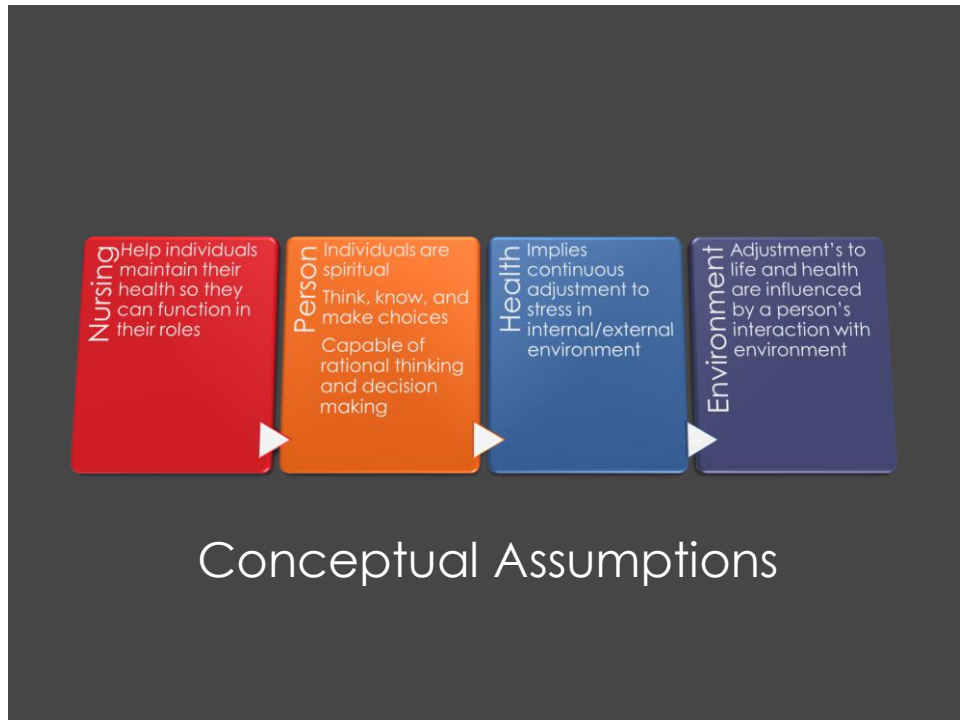 Nursing
Help individuals
maintain their
health so they
can function in
their roles
Person
Individuals are
spiritual
Think, know, and
make choices
Capable of
rational thinking
and decision
making
Health
Implies
continuous
adjustment to
stress in
internal/external
environment
Environment
Adjustment's to
life and health
are influenced
by a person's
interaction with
environment
Conceptual Assumptions